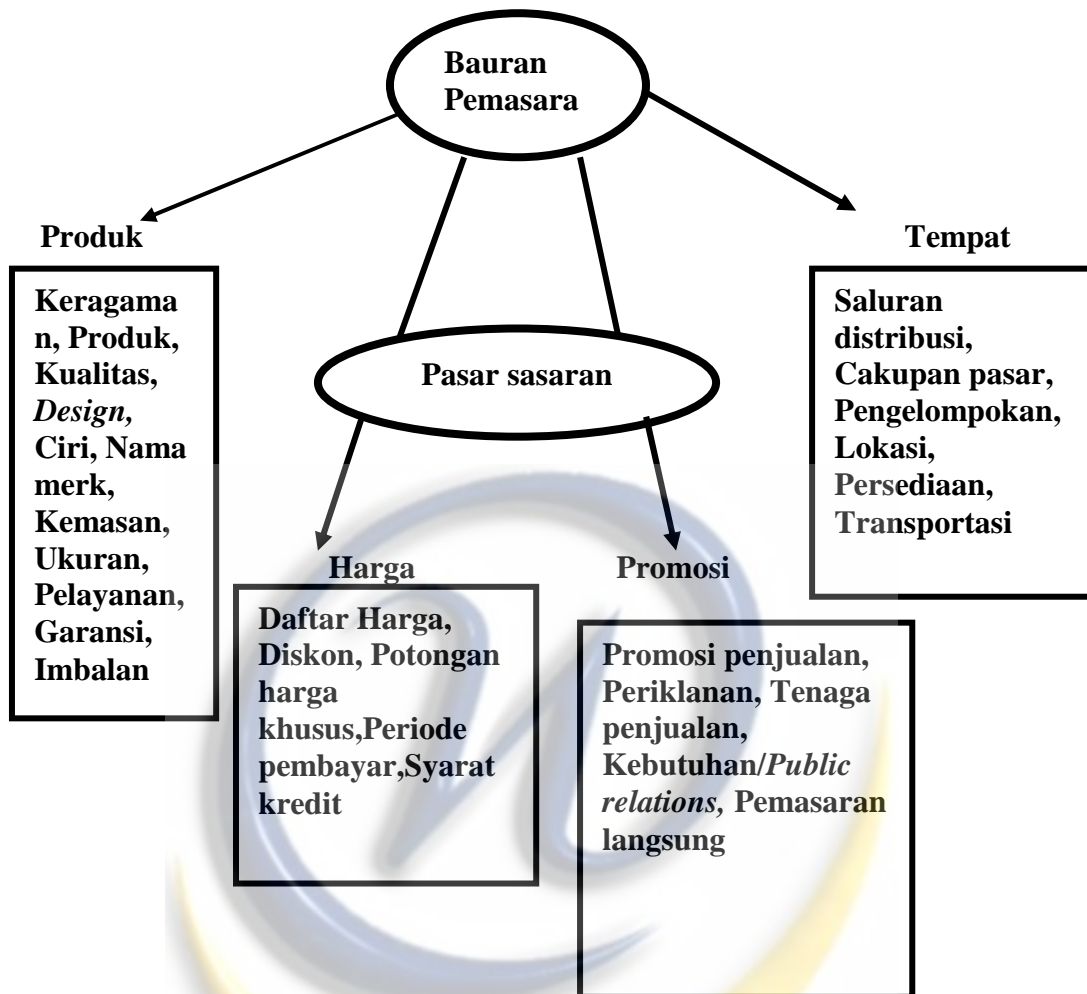 Bauran
Pemasara
Produk
Tempat
Keragama
n, Produk,
Kualitas,
Design,
Ciri, Nama
merk,
Kemasan,
Ukuran,
Pelayanan,
Garansi,
Imbalan
Saluran
distribusi,
Cakupan pasar,
Pengelompokan,
Lokasi,
Persediaan,
Transportasi
Pasar sasaran
Harga
Promosi
Daftar Harga,
Diskon, Potongan
harga
khusus,Periode
pembayar,Syarat
kredit
Promosi penjualan,
Periklanan, Tenaga
penjualan,
Kebutuhan/Public
relations, Pemasaran
langsung